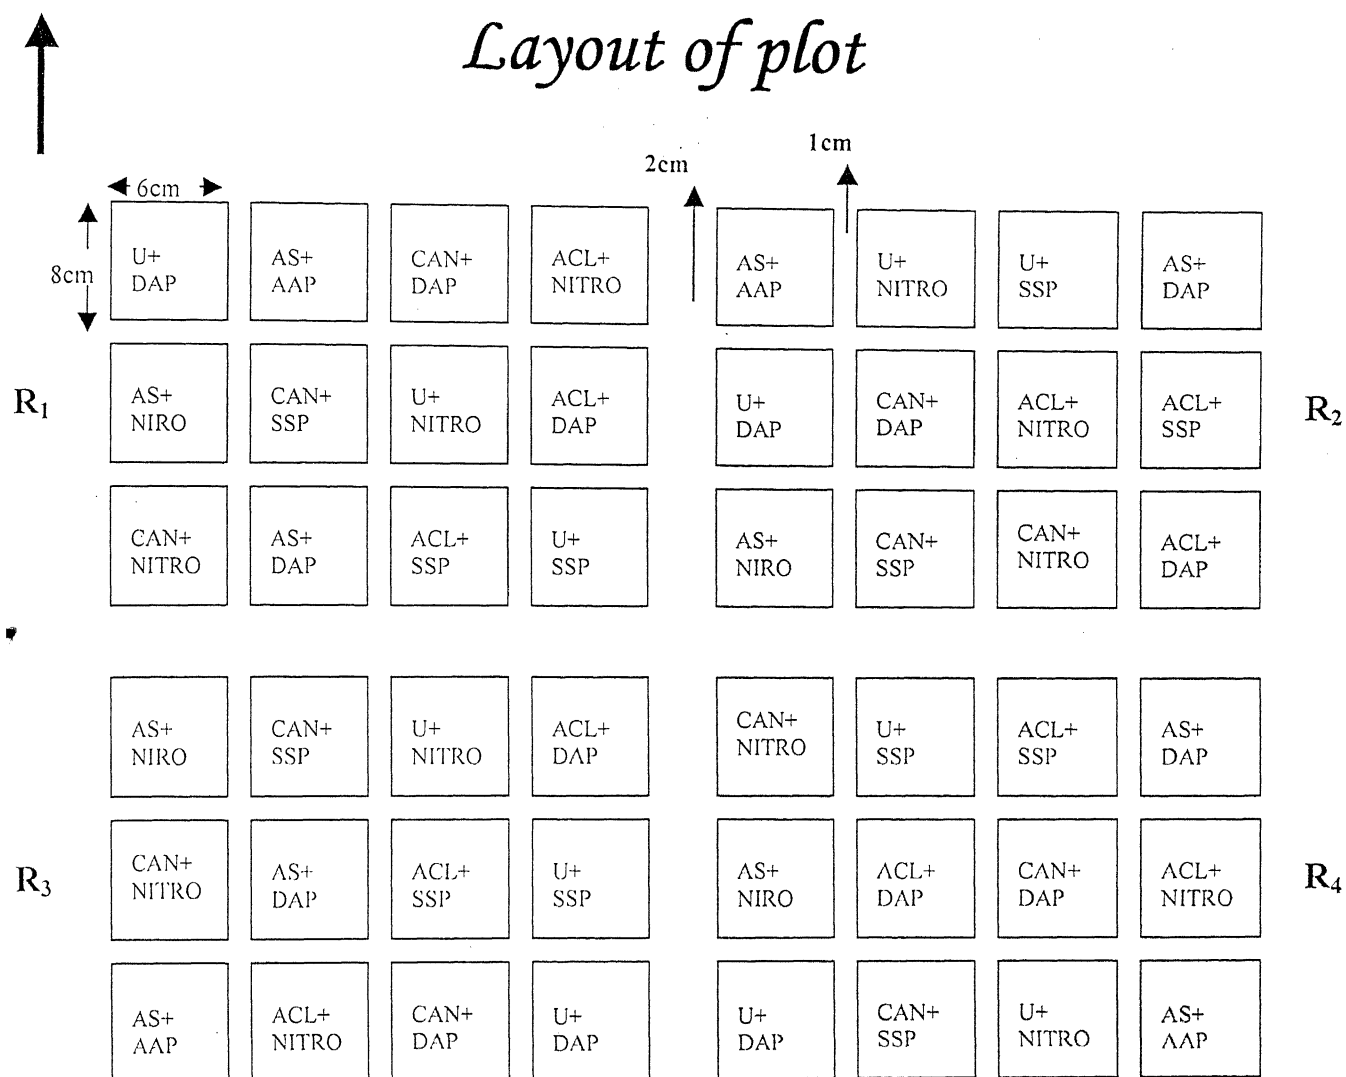 Layout of plot
1cm
2cm
6cm
8cm
U+
DAP
AS+
AAP
CAN+
DAP
ACL+
NITRO
AS+
NIRO
CAN+
SSP
U+
NITRO
ACL+
DAP
CAN+
NITRO
AS+
DAP
ACL+
SSP
U+
SSP
R₁
AS+
AAP
U+
NITRO
U+
SSP
AS+
DAP
U+
DAP
CAN+
DAP
ACL+
NITRO
ACL+
SSP
AS+
NIRO
CAN+
SSP
CAN+
NITRO
ACL+
DAP
R₂
AS+
NIRO
CAN+
SSP
U+
NITRO
ACL+
DAP
CAN+
NITRO
AS+
DAP
ACL+
SSP
U+
SSP
AS+
AAP
ACL+
NITRO
CAN+
DAP
U+
DAP
R₃
CAN+
NITRO
U+
SSP
ACL+
SSP
AS+
DAP
AS+
NIRO
ACL+
DAP
CAN+
DAP
ACL+
NITRO
U+
DAP
CAN+
SSP
U+
NITRO
AS+
AAP
R₄